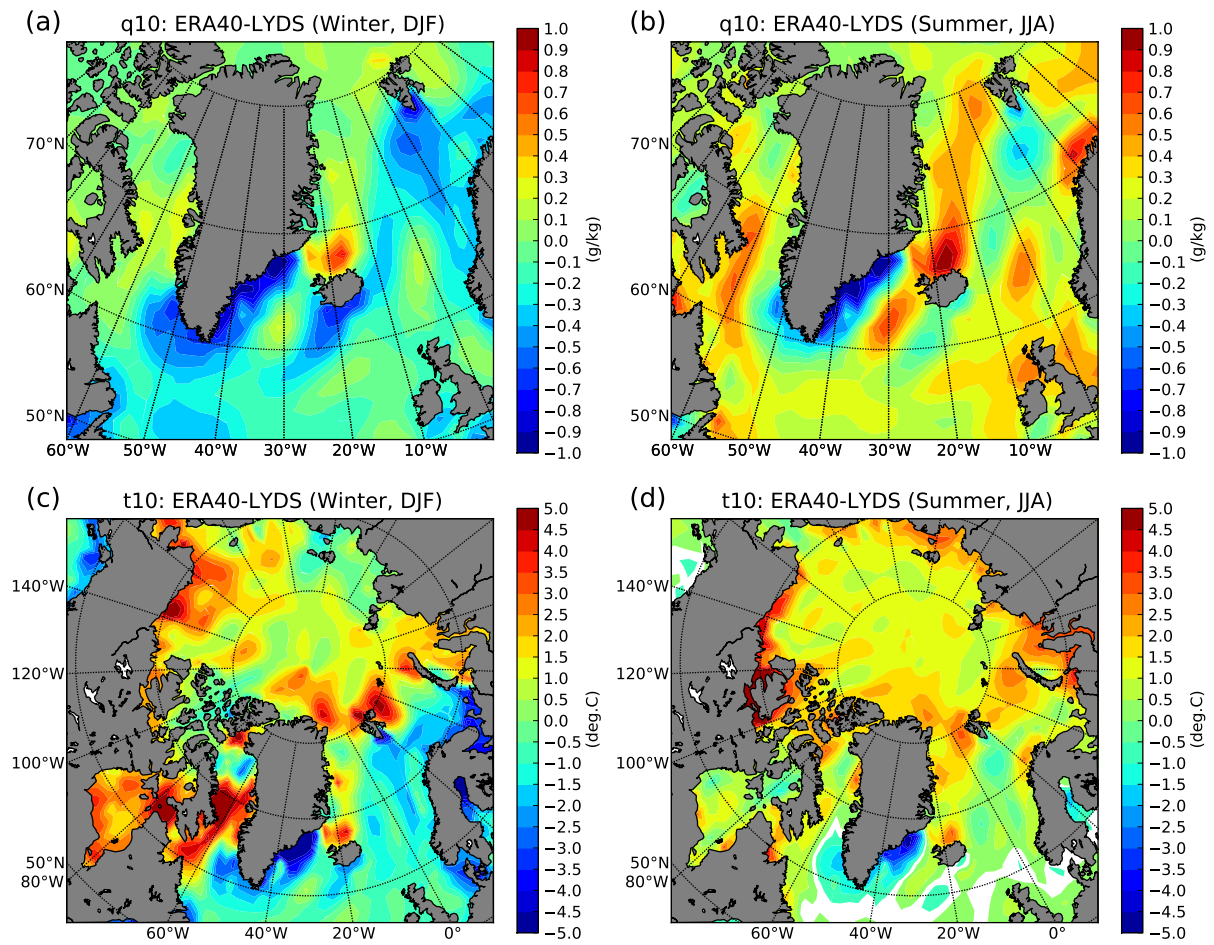 (a)
q10: ERA40-LYDS (Winter, DJF)
70°N
60°N
50°N
60°W
50°W
40°W
30°W
20°W
10°W
1.0
0.9
0.8
0.7
0.6
0.5
0.4
0.3
0.2
0.1
0.0
−0.1
−0.2
−0.3
−0.4
−0.5
−0.6
−0.7
−0.8
−0.9
−1.0
(g/kg)
(b)
q10: ERA40-LYDS (Summer, JJA)
70°N
60°N
50°N
60°W
50°W
40°W
30°W
20°W
10°W
1.0
0.9
0.8
0.7
0.6
0.5
0.4
0.3
0.2
0.1
0.0
−0.1
−0.2
−0.3
−0.4
−0.5
−0.6
−0.7
−0.8
−0.9
−1.0
(g/kg)
(c)
t10: ERA40-LYDS (Winter, DJF)
140°W
120°W
100°W
50°N
80°W
60°W
40°W
20°W
0°
5.0
4.5
4.0
3.5
3.0
2.5
2.0
1.5
1.0
0.5
0.0
−0.5
−1.0
−1.5
−2.0
−2.5
−3.0
−3.5
−4.0
−4.5
−5.0
(deg.C)
(d)
t10: ERA40-LYDS (Summer, JJA)
140°W
120°W
100°W
50°N
80°W
60°W
40°W
20°W
0°
5.0
4.5
4.0
3.5
3.0
2.5
2.0
1.5
1.0
0.5
0.0
−0.5
−1.0
−1.5
−2.0
−2.5
−3.0
−3.5
−4.0
−4.5
−5.0
(deg.C)